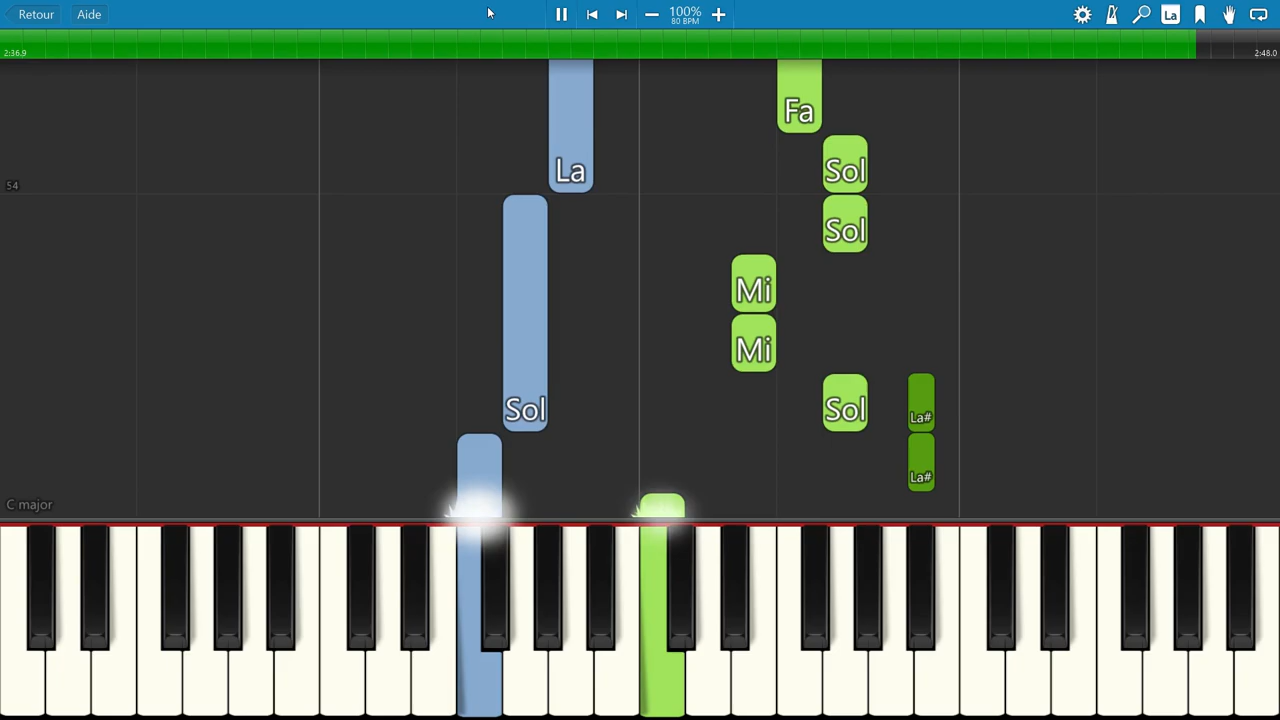 Retour Aide 100% La
80 BPM
2:36.9 2:48.0
Fa
La Sol
54
Sol
Mi
Mi
Sol Sol La#
La#
C major